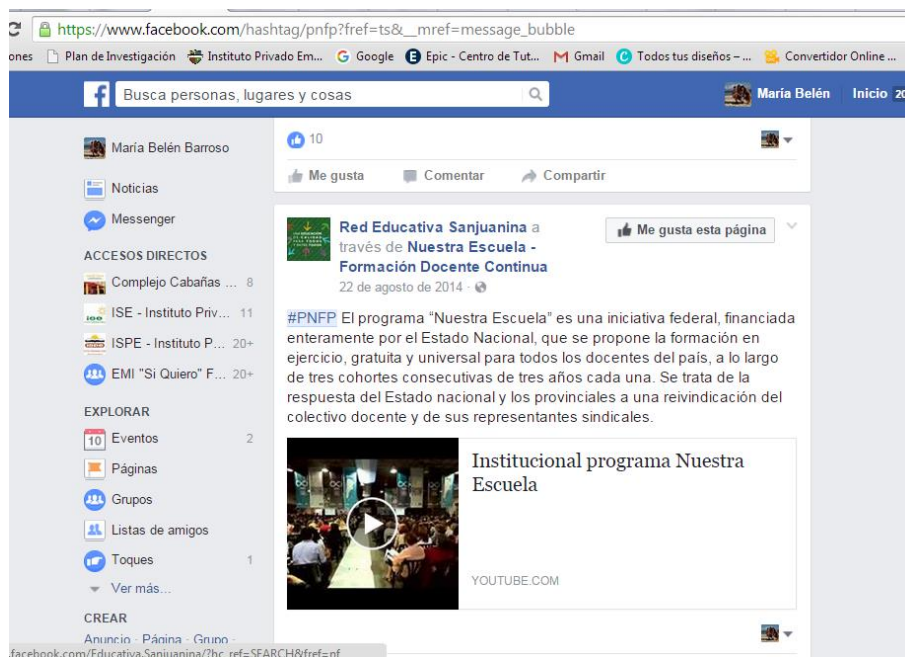 https://www.facebook.com/hashtag/pnfp?fref=ts&__mref=message_bubble
ones Plan de Investigación Instituto Privado Em... Google Epic - Centro de Tut... Gmail Todos tus diseños – ... Convertidor Online ...
Busca personas, lugares y cosas María Belén Inicio 20
María Belén Barroso
Noticias
Messenger
ACCESOS DIRECTOS
Complejo Cabañas ... 8
ISE - Instituto Priv... 11
ISPE - Instituto P... 20+
EMI "Si Quiero" F... 20+
EXPLORAR
10 Eventos 2
Páginas
Grupos
Listas de amigos
Toques 1
Ver más...
CREAR
Anuncio · Página · Grupo ·
10
Me gusta Comentar Compartir
Red Educativa Sanjuanina a
través de Nuestra Escuela -
Formación Docente Continua
22 de agosto de 2014 ·
Me gusta esta página
#PNFP El programa “Nuestra Escuela” es una iniciativa federal, financiada
enteramente por el Estado Nacional, que se propone la formación en
ejercicio, gratuita y universal para todos los docentes del país, a lo largo
de tres cohortes consecutivas de tres años cada una. Se trata de la
respuesta del Estado nacional y los provinciales a una reivindicación del
colectivo docente y de sus representantes sindicales.
Institucional programa Nuestra
Escuela
YOUTUBE.COM
.facebook.com/Educativa.Sanjuanina/?hc_ref=SEARCH&fref=nf